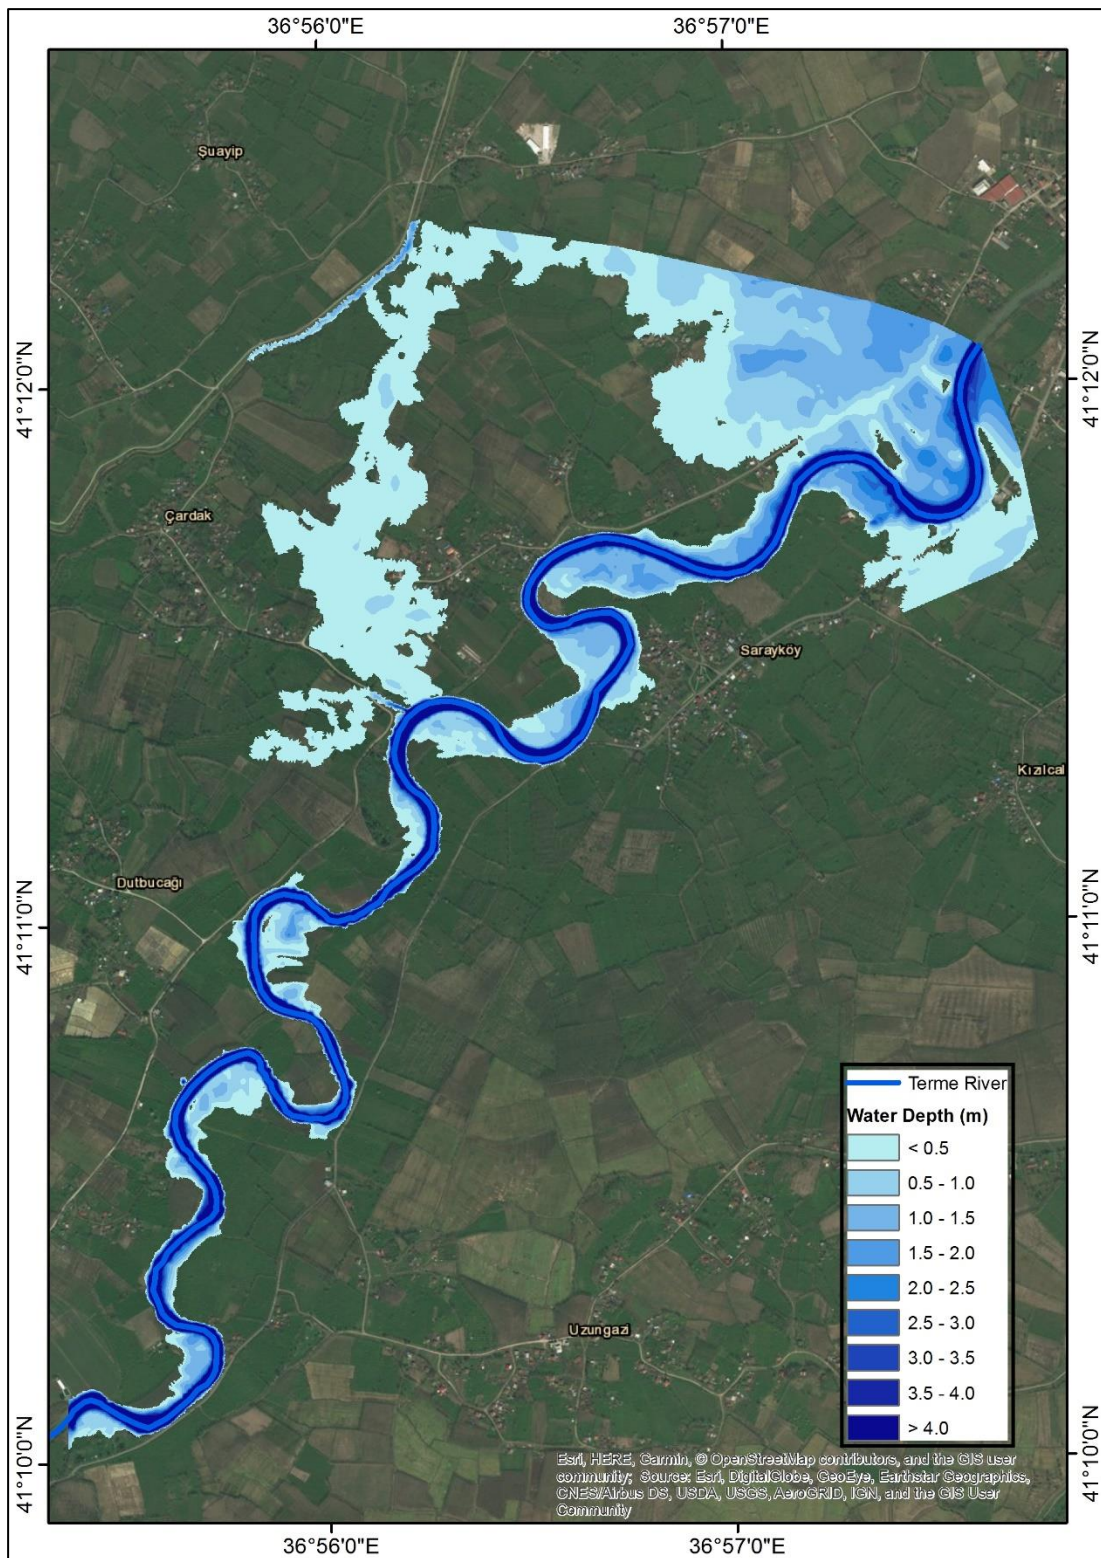 36°56'0"E
36°57'0"E
Şuayip
41°12'0"N
41°12'0"N
Çardak
Sarayköy
Kızılcal
Dutbucağı
41°11'0"N
41°11'0"N
Terme River
Water Depth (m)
< 0.5
0.5 - 1.0
1.0 - 1.5
1.5 - 2.0
2.0 - 2.5
2.5 - 3.0
3.0 - 3.5
3.5 - 4.0
> 4.0
Uzungazi
41°10'0"N
41°10'0"N
Esri, HERE, Garmin, © OpenStreetMap contributors, and the GIS user
community; Source: Esri, DigitalGlobe, GeoEye, Earthstar Geographics,
CNES/Airbus DS, USDA, USGS, AeroGRID, IGN, and the GIS User
Community
36°56'0"E
36°57'0"E